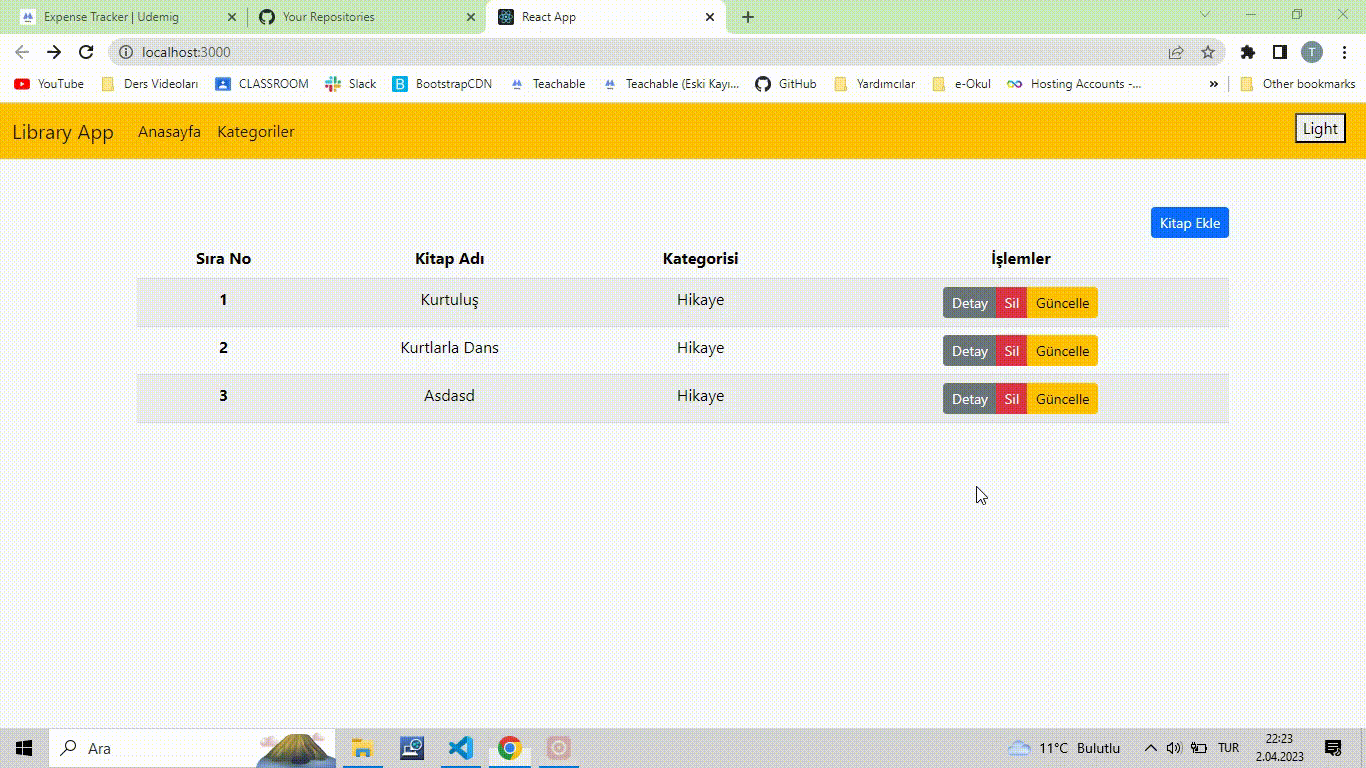 Expense Tracker | Udemig
Your Repositories
React App
localhost:3000
T
YouTube
Ders Videoları
CLASSROOM
Slack
BootstrapCDN
Teachable
Teachable (Eski Kayı...
GitHub
Yardımcılar
e-Okul
Hosting Accounts -...
»
Other bookmarks
Library App
Anasayfa
Kategoriler
Light
Kitap Ekle
Sıra No Kitap Adı Kategorisi İşlemler
1 Kurtuluş Hikaye Detay Sil Güncelle
2 Kurtlarla Dans Hikaye Detay Sil Güncelle
3 Asdasd Hikaye Detay Sil Güncelle
Ara
11°C Bulutlu
TUR
22:23
2.04.2023